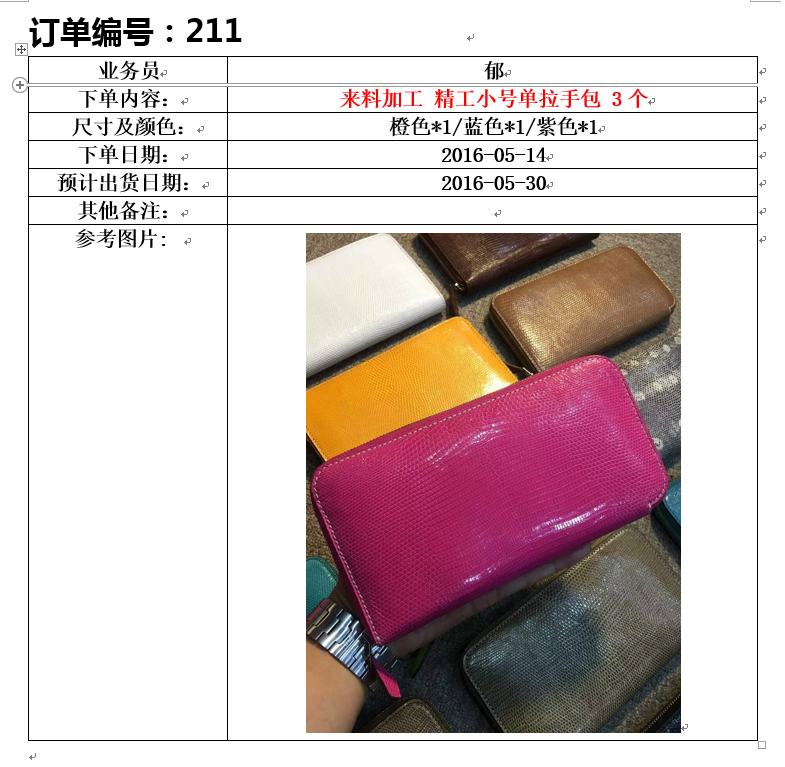 订单编号：211
业务员 郁
下单内容： 来料加工 精工小号单拉手包 3 个
尺寸及颜色： 橙色*1/蓝色*1/紫色*1
下单日期： 2016-05-14
预计出货日期： 2016-05-30
其他备注：
参考图片: